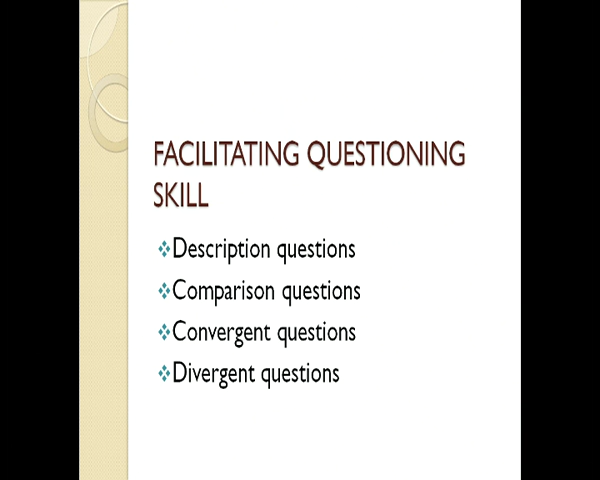 FACILITATING QUESTIONING
SKILL
Description questions
Comparison questions
Convergent questions
Divergent questions